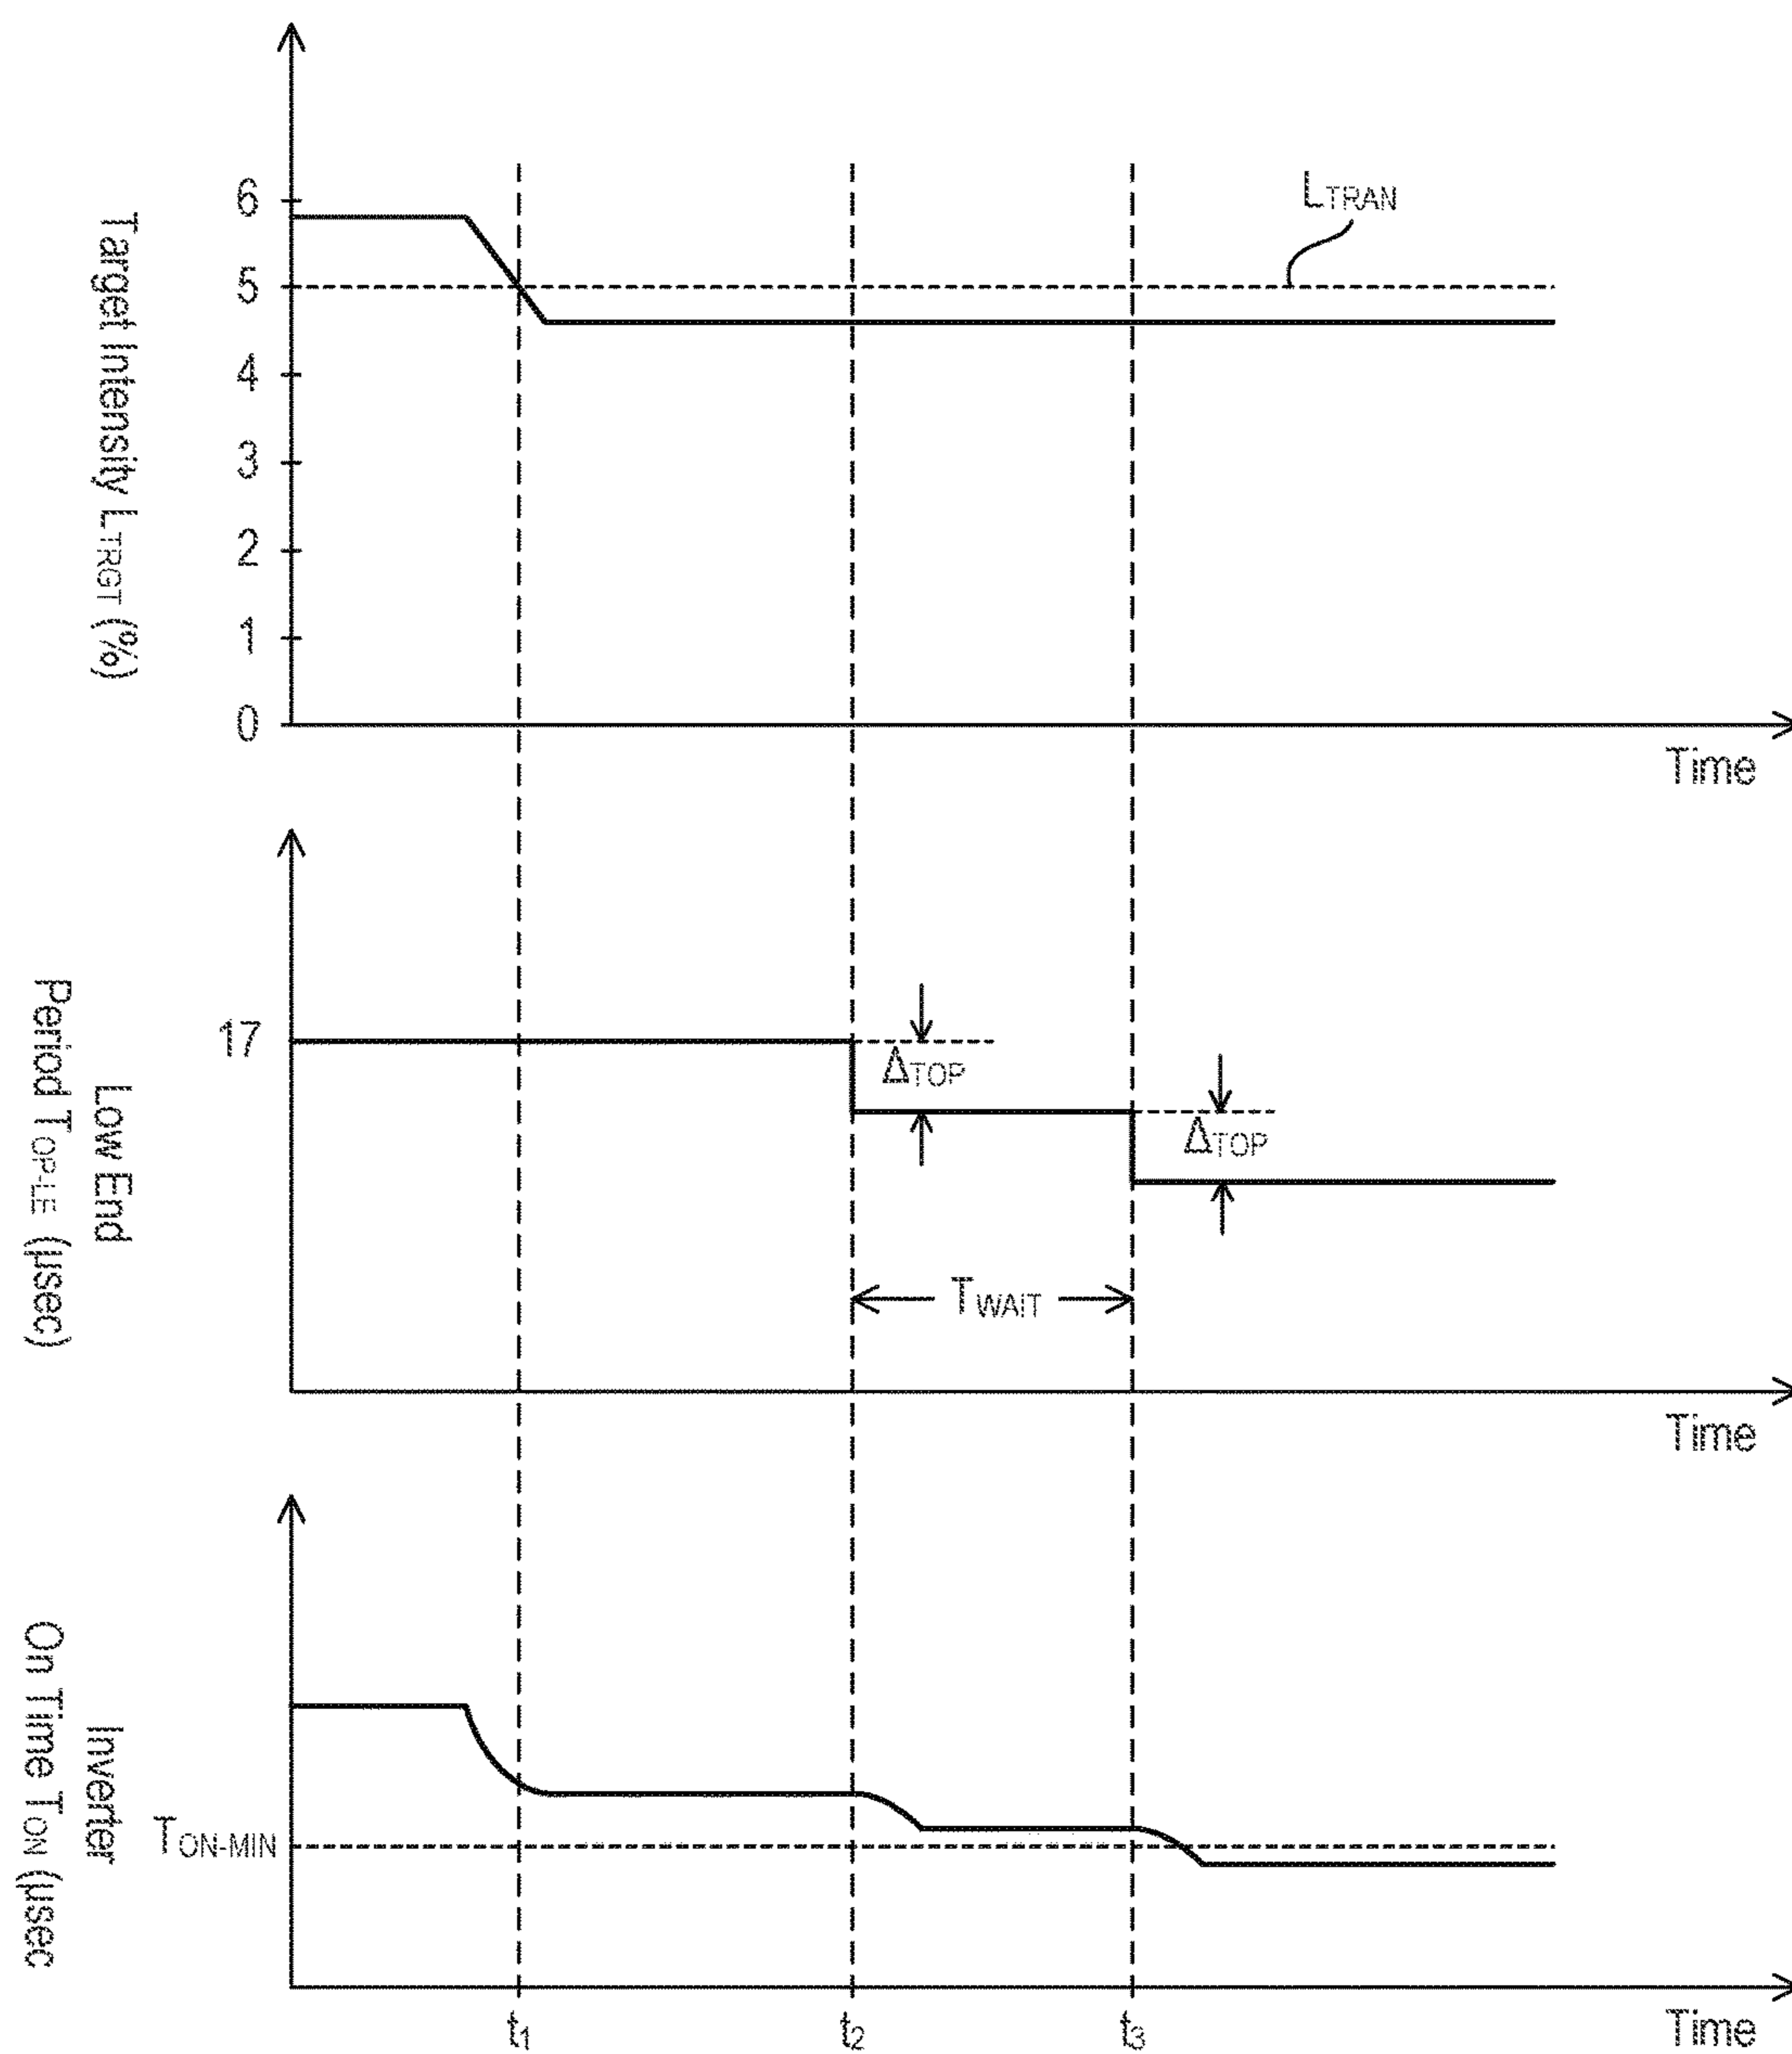 Target Intensity LTRGT (%)
6
5
4
3
2
1
0
LTRAN
Time
Low End
Period TOP-LE (µsec)
17
ΔTOP
ΔTOP
TWAIT
Time
Inverter
On Time TON (µsec
TON-MIN
t1
t2
t3
Time